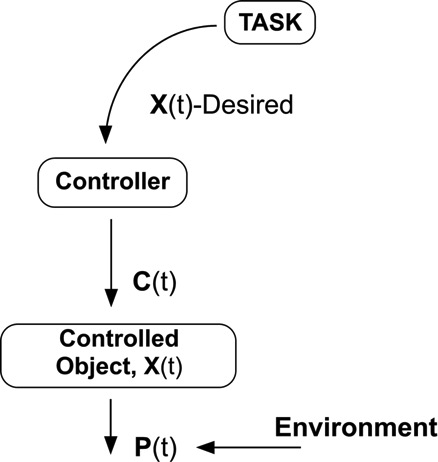 TASK
X(t)-Desired
Controller
C(t)
Controlled
Object, X(t)
Environment
P(t)